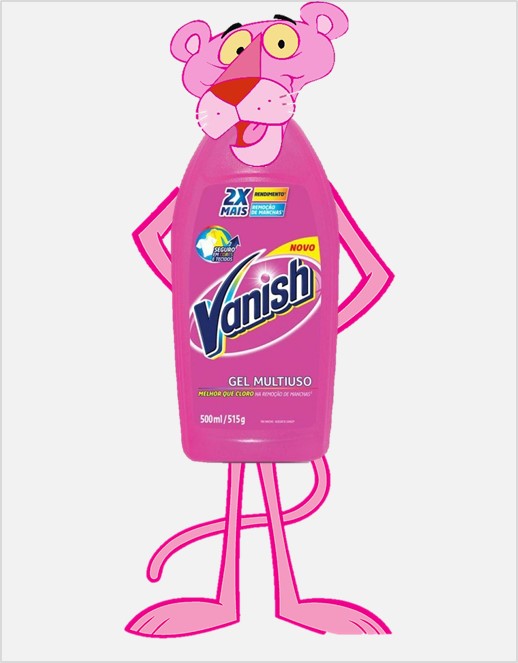 2X
MAIS
RENDIMENTO*
REMOÇÃO
DE MANCHAS*
SEGURO
EM CORES
E TECIDOS
NOVO
Vanish
GEL MULTIUSO
MELHOR QUE CLORO NA REMOÇÃO DE MANCHAS*
500ml/515g